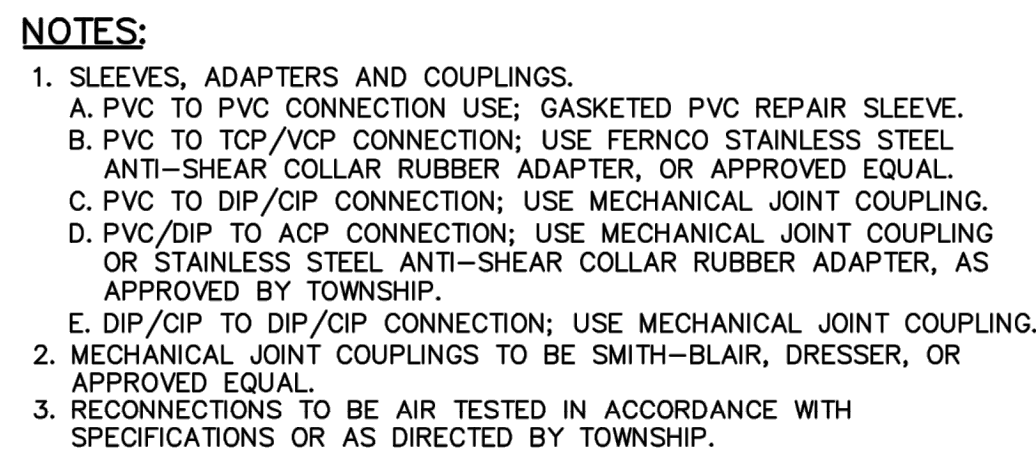 NOTES:
1. SLEEVES, ADAPTERS AND COUPLINGS.
A. PVC TO PVC CONNECTION USE; GASKETED PVC REPAIR SLEEVE.
B. PVC TO TCP/VCP CONNECTION; USE FERNCO STAINLESS STEEL
ANTI-SHEAR COLLAR RUBBER ADAPTER, OR APPROVED EQUAL.
C. PVC TO DIP/CIP CONNECTION; USE MECHANICAL JOINT COUPLING.
D. PVC/DIP TO ACP CONNECTION; USE MECHANICAL JOINT COUPLING
OR STAINLESS STEEL ANTI-SHEAR COLLAR RUBBER ADAPTER, AS
APPROVED BY TOWNSHIP.
E. DIP/CIP TO DIP/CIP CONNECTION; USE MECHANICAL JOINT COUPLING.
2. MECHANICAL JOINT COUPLINGS TO BE SMITH-BLAIR, DRESSER, OR
APPROVED EQUAL.
3. RECONNECTIONS TO BE AIR TESTED IN ACCORDANCE WITH
SPECIFICATIONS OR AS DIRECTED BY TOWNSHIP.